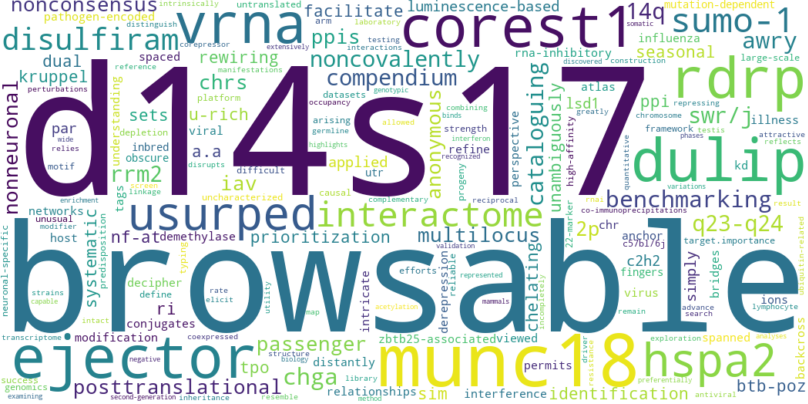 nonconsensus
pathogen-encoded
vrna
facilitate
luminescence-based
untranslated
corest1
14q
mutation-dependent
sumo-1
intrinsically
distinguish
arm
laboratory
extensively
somatic
influenza
large-scale
disulfiram
ppis
testing
interactions
discovered
construction
seasonal
awry
dual
spaced
corepressor
manifestations
rna-inhibitory
kruppel
reference
rewiring
noncovalently
rdrp
perturbations
chrs
genotypic
compendium
cataloguing
ppi
atlas
chromosome
repressing
phases
d14s17
understanding
sets
platform
occupancy
datasets
lsd1
swr/j
illness
par
wide
u-rich
depletion
viral
arising
strength
combining
binds
anonymous
unambiguously
greatly
testis
framework
attractive
reflects
relies
inbred
a.a
germline
highlights
allowed
interferon
recognized
perspective
high-affinity
quantitative
dulip
nonneuronal
motif
obscure
disrupts
applied
refine
kd
enrichment
rrm2
iav
difficult
utr
causal
progeny
variations
tags
linkage
screen
uncharacterized
complementary
reciprocal
rnai
benchmarking
networks
unusual
modifier
usurped
interactome
co-immunoprecipitations
wide
result
2p
chr
22-marker
q23-q24
neuronal-specific
host
nf-at
demethylase
prioritization
multilocus
c57bl/6j
anchor
target.importance
systematic
predisposition
decipher
define
typing
validation
efforts
derepression
reliable
chelatings
c2h2
fingers
simply
bridges
ions
strains
capable
rate
elicit
utility
intricate
represented
virus
advance
search
lymphocyte
browsable
transcriptome
intact
ri
map
acetylation
incompletely
mammals
remain
conjugates
modification
coexpressed
zbtb25-associated
viewed
exploration
spanned
analyses
backcross
success
genomics
negative
structure
biology
passenger
distantly
permits
driver
resistance
ejector
tpo
library
munc18
hspa2
examining
resemble
chga
relationships
sim
interference
identification
preferentially
btb-poz
posttranslational
second-generation
inheritance
method
antiviral